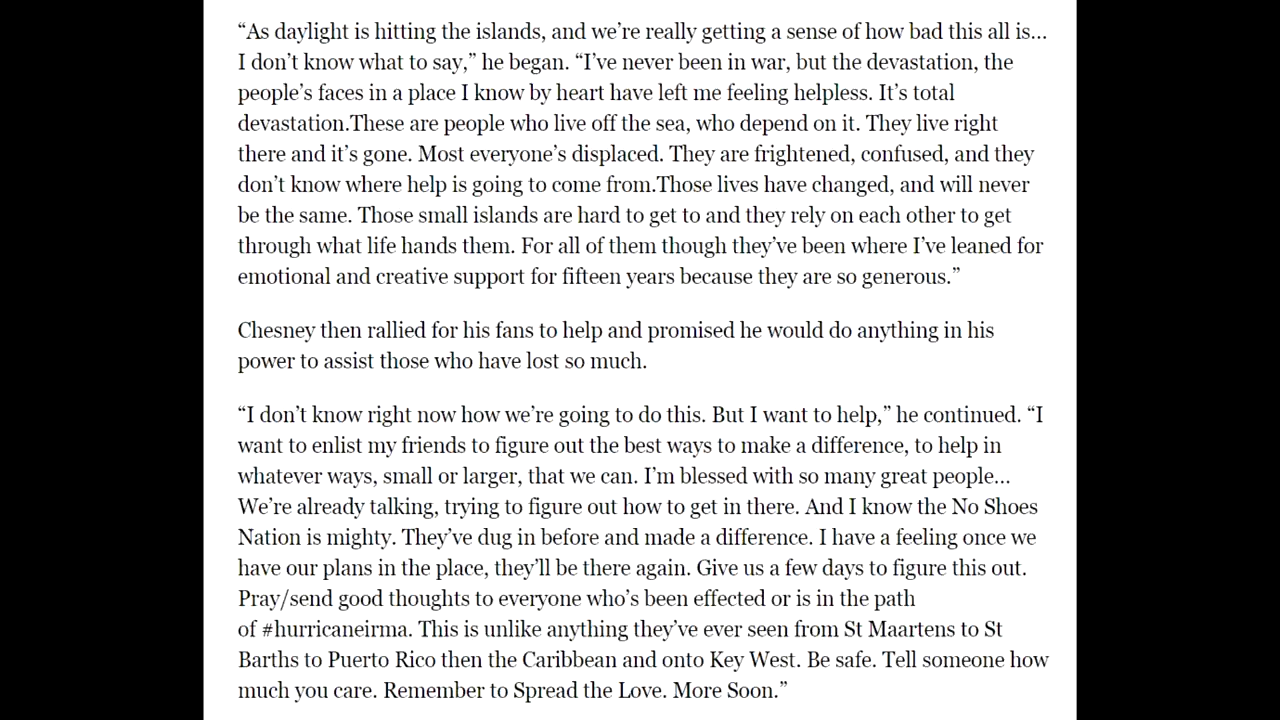 “As daylight is hitting the islands, and we’re really getting a sense of how bad this all is…
I don’t know what to say,” he began. “I’ve never been in war, but the devastation, the
people’s faces in a place I know by heart have left me feeling helpless. It’s total
devastation.These are people who live off the sea, who depend on it. They live right
there and it’s gone. Most everyone’s displaced. They are frightened, confused, and they
don’t know where help is going to come from.Those lives have changed, and will never
be the same. Those small islands are hard to get to and they rely on each other to get
through what life hands them. For all of them though they’ve been where I’ve leaned for
emotional and creative support for fifteen years because they are so generous.”
Chesney then rallied for his fans to help and promised he would do anything in his
power to assist those who have lost so much.
“I don’t know right now how we’re going to do this. But I want to help,” he continued. “I
want to enlist my friends to figure out the best ways to make a difference, to help in
whatever ways, small or larger, that we can. I’m blessed with so many great people…
We’re already talking, trying to figure out how to get in there. And I know the No Shoes
Nation is mighty. They’ve dug in before and made a difference. I have a feeling once we
have our plans in the place, they’ll be there again. Give us a few days to figure this out.
Pray/send good thoughts to everyone who’s been effected or is in the path
of #hurricaneirma. This is unlike anything they’ve ever seen from St Maartens to St
Barths to Puerto Rico then the Caribbean and onto Key West. Be safe. Tell someone how
much you care. Remember to Spread the Love. More Soon.”